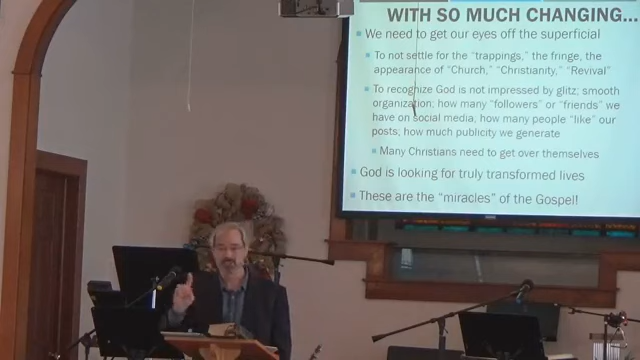 WITH SO MUCH CHANGING...
We need to get our eyes off the superficial
To not settle for the “trappings,” the fringe, the
appearance of “Church,” “Christianity,” “Revival”
To recognize God is not impressed by glitz; smooth
organization; how many “followers” or “friends” we
have on social media, how many people “like” our
posts, how much publicity we generate
Many Christians need to get over themselves
God is looking for truly transformed lives
These are the “miracles” of the Gospel!